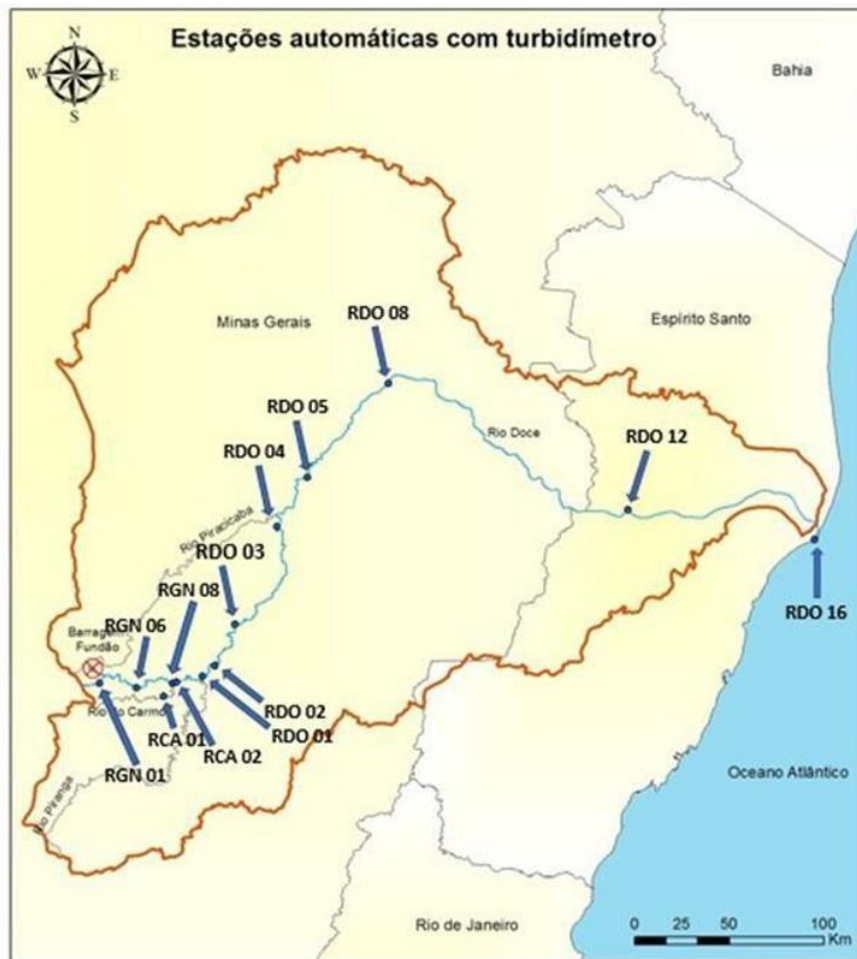 Estações automáticas com turbidímetro
N
W
E
S
Bahia
Minas Gerais
RDO 08
Espírito Santo
RDO 05
Rio Doce
RDO 12
RDO 04
Rio Piracicaba
RDO 03
RGN 08
RDO 16
RGN 06
Barragem
Fundão
RDO 02
Rio do Carmo
RDO 01
RCA 01
RCA 02
RGN 01
Oceano Atlântico
Rio Piranga
Rio de Janeiro
0 25 50 100
Km